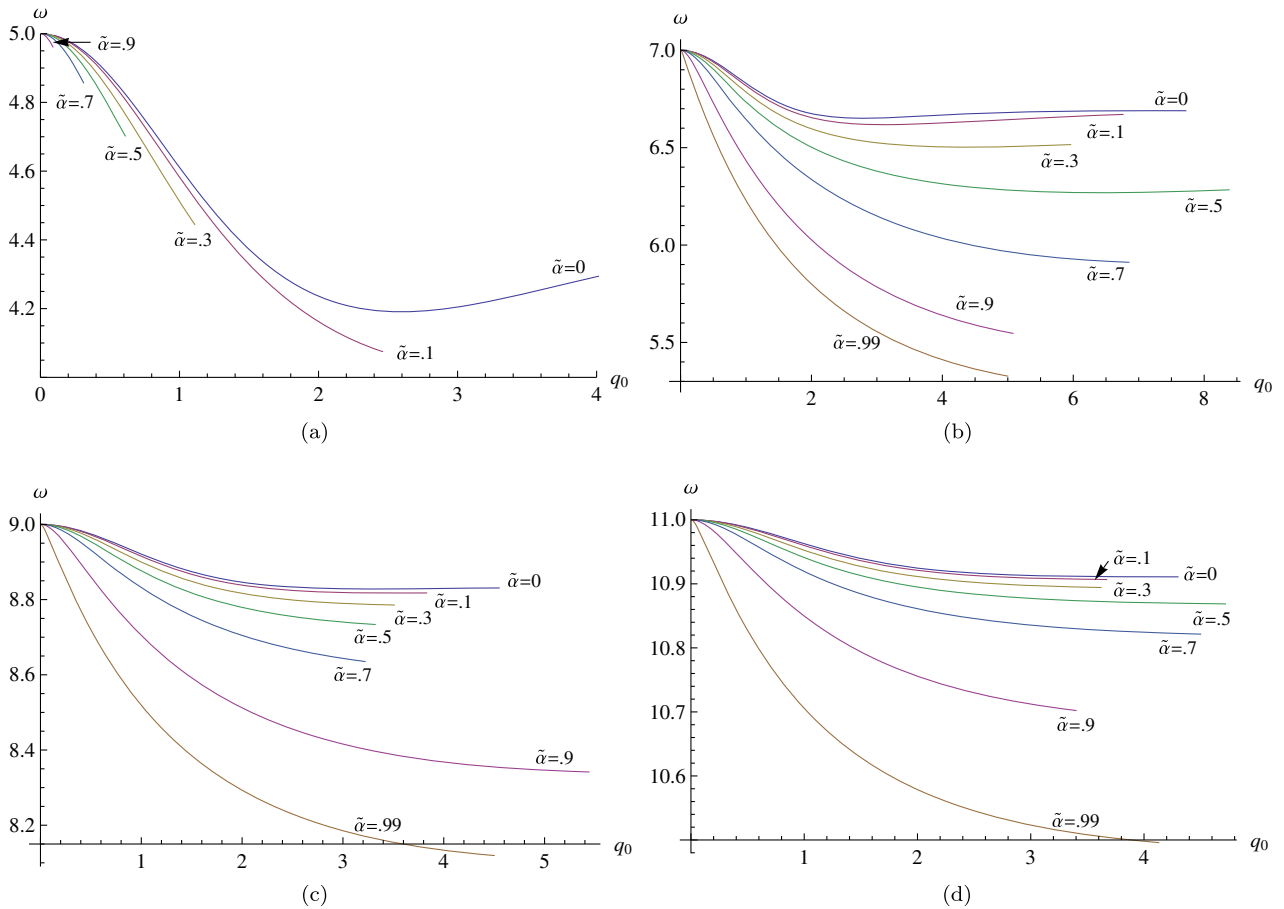 ω
5.0
4.8
4.6
4.4
4.2
0 1 2 3 4 q₀
α̃=.9
α̃=.7
α̃=.5
α̃=.3
α̃=0
α̃=.1
(a)
ω
7.0
6.5
6.0
5.5
2 4 6 8 q₀
α̃=0
α̃=.1
α̃=.3
α̃=.5
α̃=.7
α̃=.9
α̃=.99
(b)
ω
9.0
8.8
8.6
8.4
8.2
1 2 3 4 5 q₀
α̃=0
α̃=.1
α̃=.3
α̃=.5
α̃=.7
α̃=.9
α̃=.99
(c)
ω
11.0
10.9
10.8
10.7
10.6
1 2 3 4 q₀
α̃=.1
α̃=0
α̃=.3
α̃=.5
α̃=.7
α̃=.9
α̃=.99
(d)